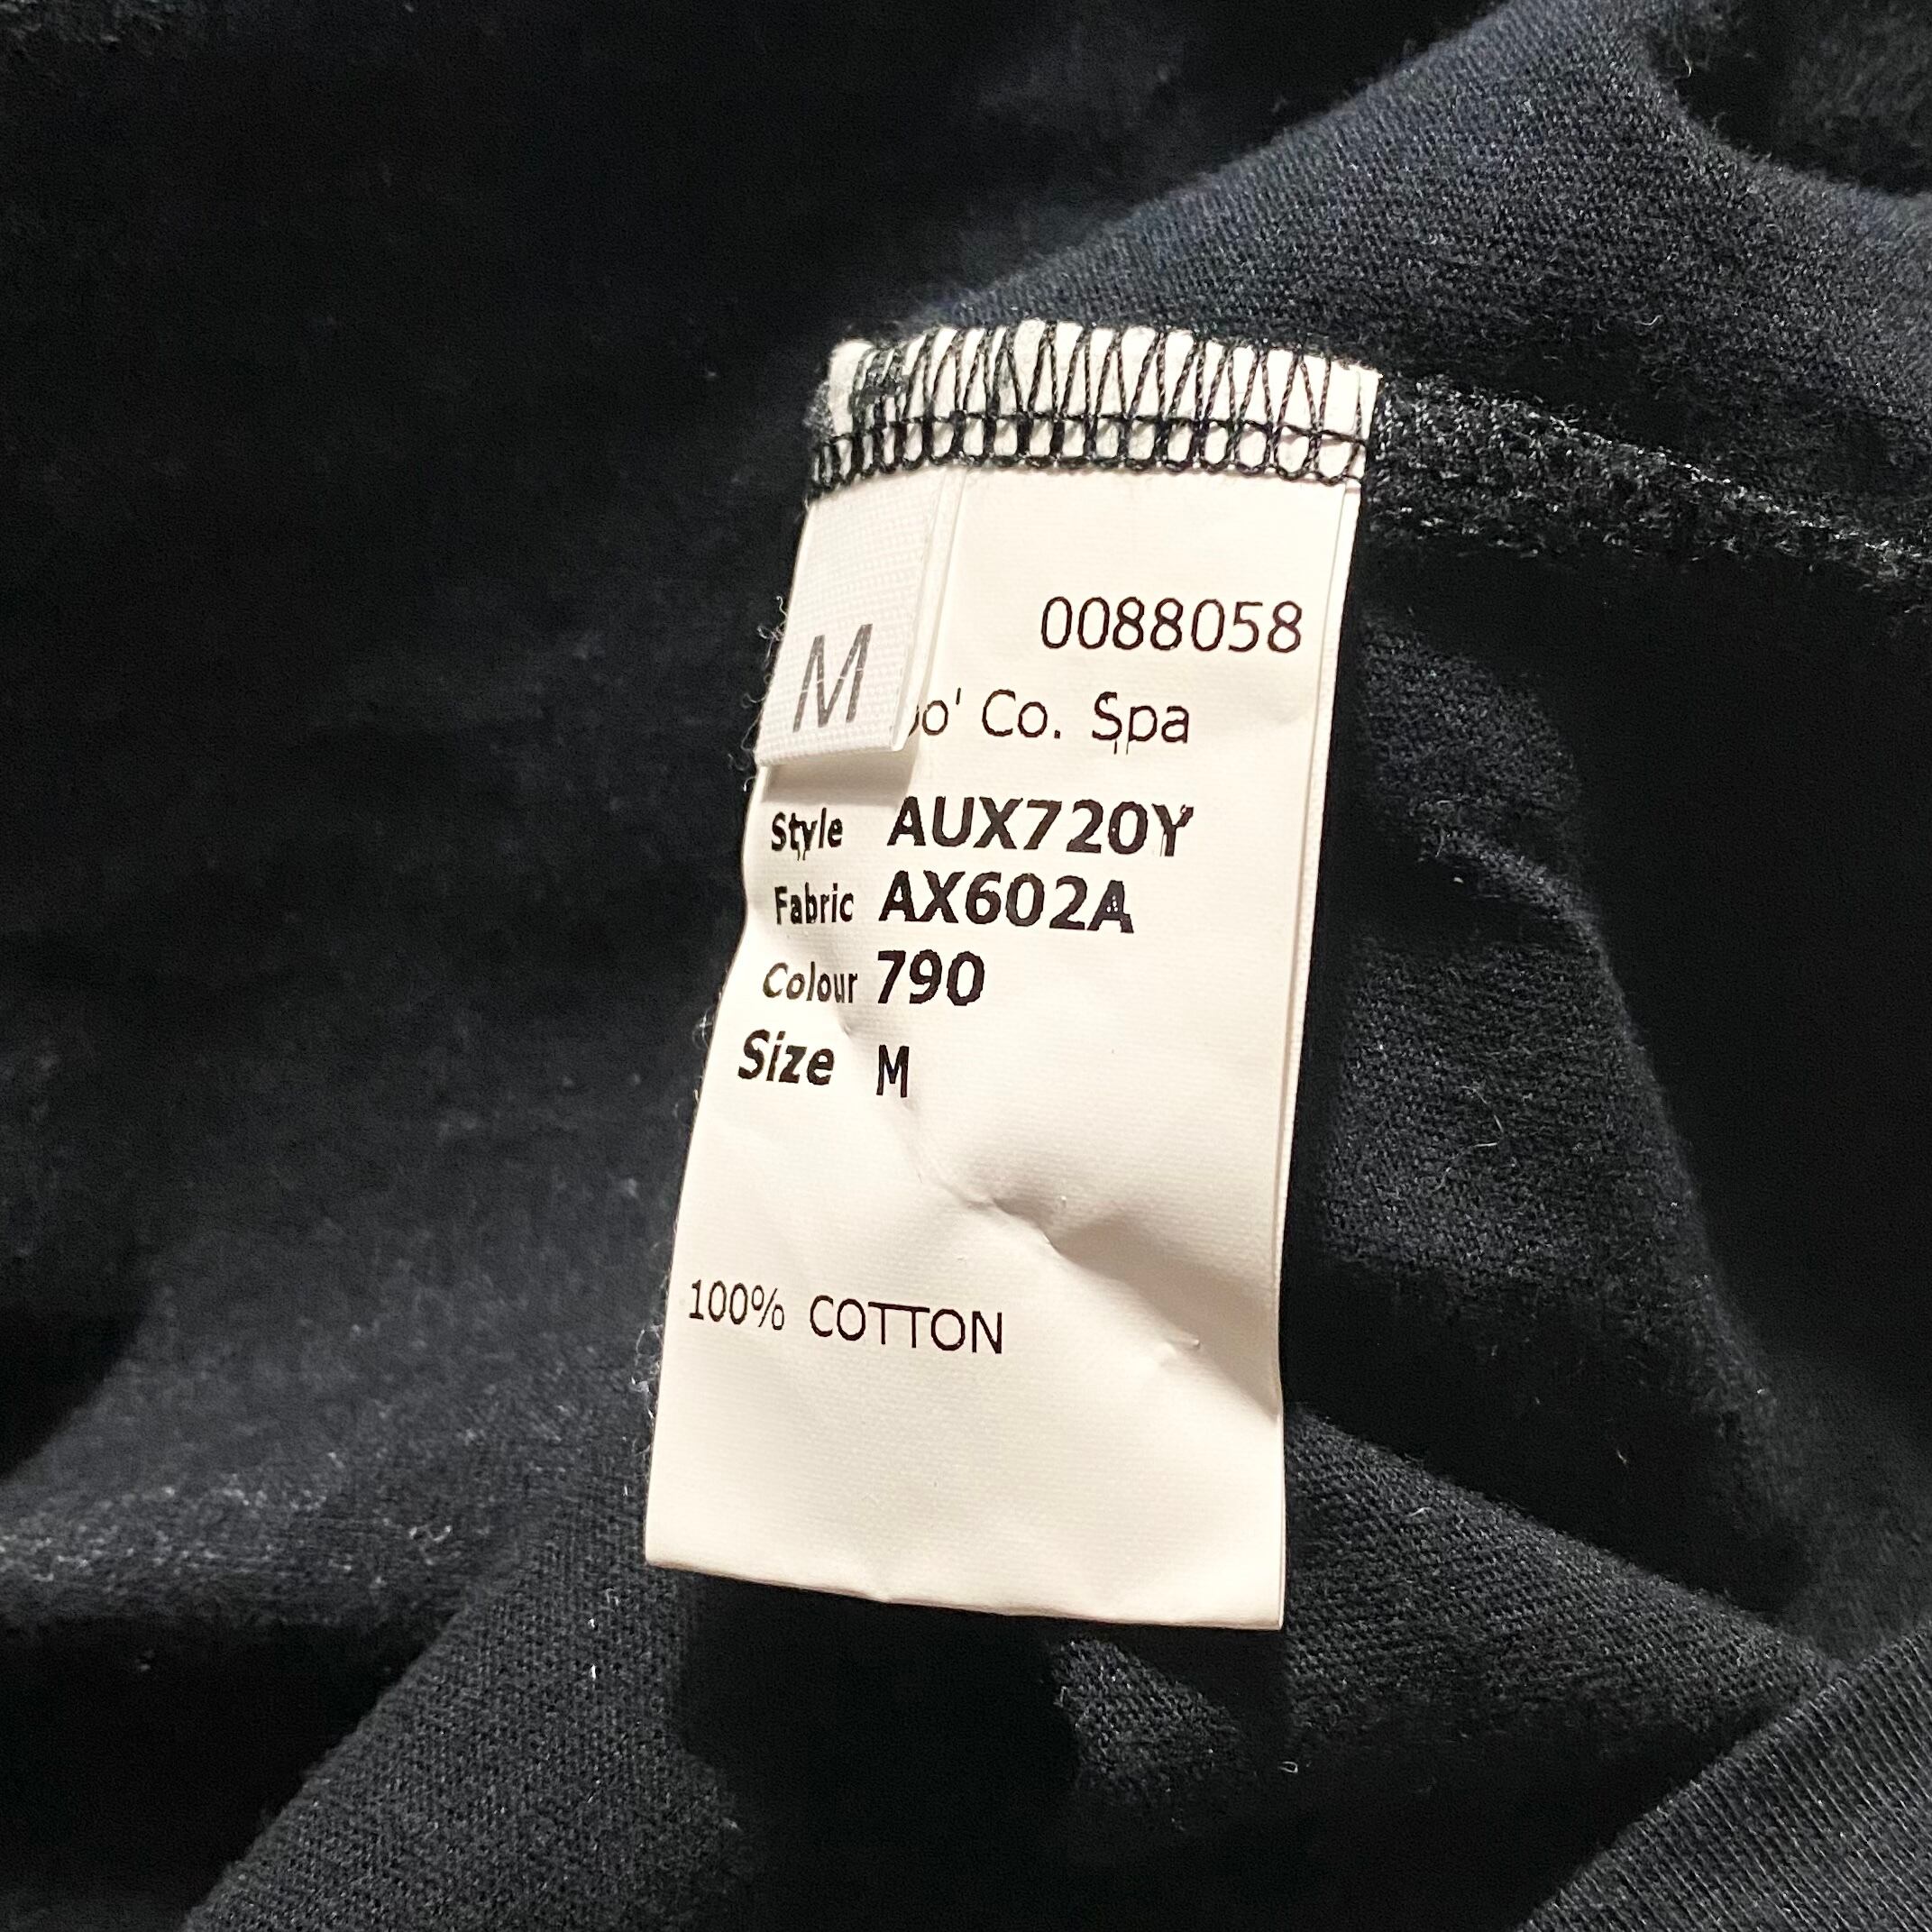 0088058
M
Co. Spa
Style AUX720Y
Fabric AX602A
Colour 790
Size M
100% COTTON